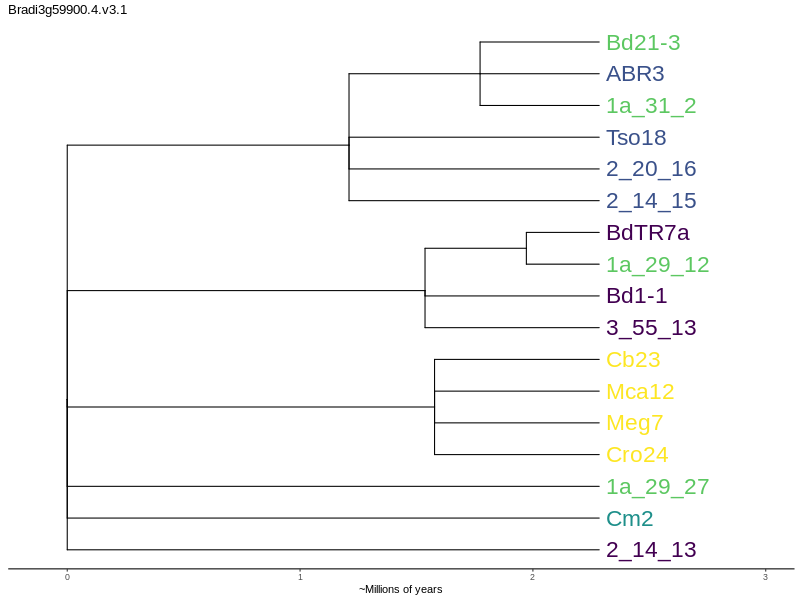 Bradi3g59900.4.v3.1
Bd21-3
ABR3
1a_31_2
Tso18
2_20_16
2_14_15
BdTR7a
1a_29_12
Bd1-1
3_55_13
Cb23
Mca12
Meg7
Cro24
1a_29_27
Cm2
2_14_13
0 1 2 3
~Millions of years